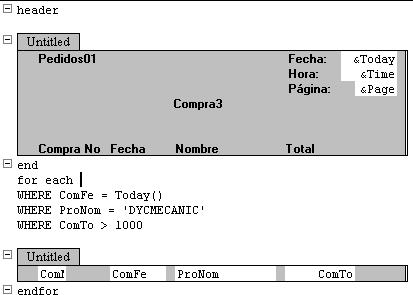 header
Untitled
Pedidos01 Fecha: &Today
Hora: &Time
Página: &Page
Compra3
Compra No Fecha Nombre Total
end
for each
WHERE ComFe = Today()
WHERE ProNom = 'DYCMECANIC'
WHERE ComTo > 1000
Untitled
ComFe ProNom ComTo
endfor